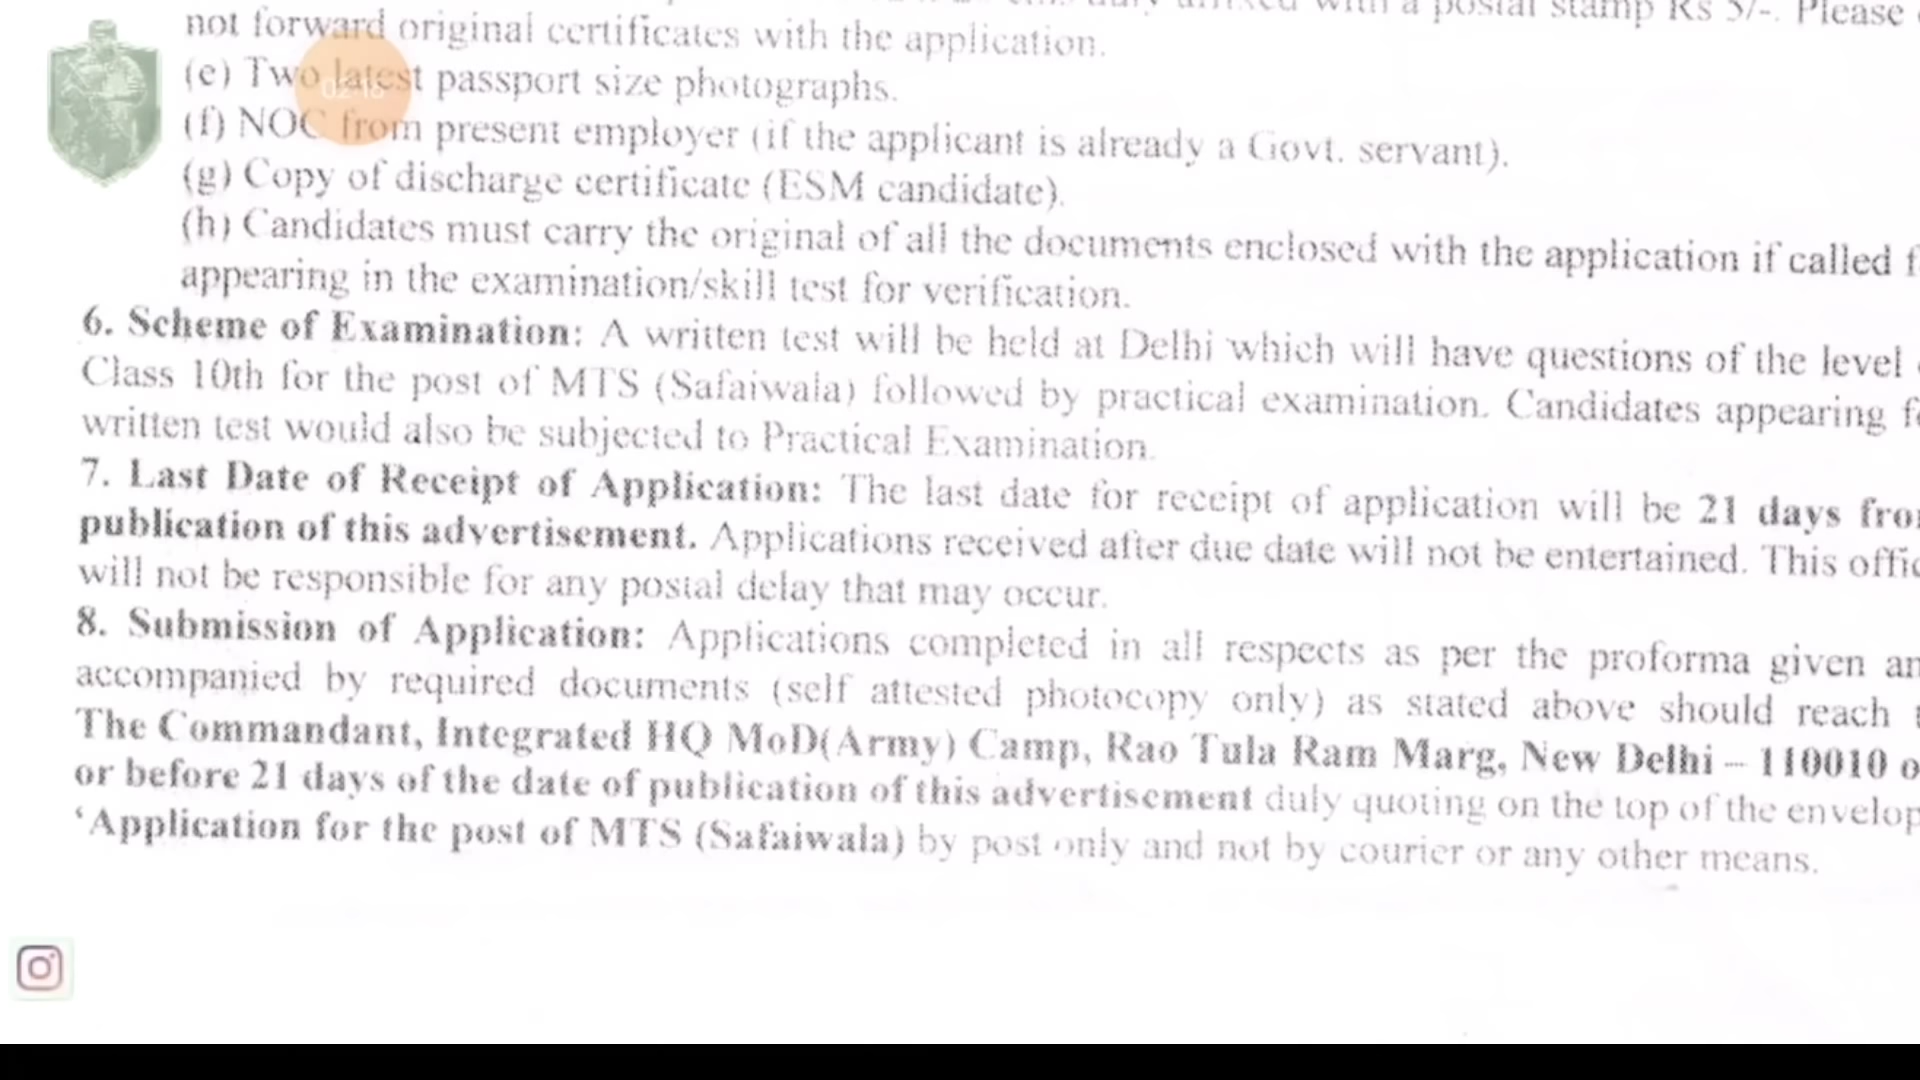 with a postal stamp Rs 5/-. Please
not forward original certificates with the application.
(e) Two latest passport size photographs.
(f) NOC from present employer (if the applicant is already a Govt. servant).
(g) Copy of discharge certificate (ESM candidate).
(h) Candidates must carry the original of all the documents enclosed with the application if called f
appearing in the examination/skill test for verification.
6. Scheme of Examination: A written test will be held at Delhi which will have questions of the level
Class 10th for the post of MTS (Safaiwala) followed by practical examination. Candidates appearing f
written test would also be subjected to Practical Examination.
7. Last Date of Receipt of Application: The last date for receipt of application will be 21 days fro
publication of this advertisement. Applications received after due date will not be entertained. This offic
will not be responsible for any postal delay that may occur.
8. Submission of Application: Applications completed in all respects as per the proforma given an
accompanied by required documents (self attested photocopy only) as stated above should reach t
The Commandant, Integrated HQ MoD(Army) Camp, Rao Tula Ram Marg, New Delhi – 110010 o
or before 21 days of the date of publication of this advertisement duly quoting on the top of the envelop
‘Application for the post of MTS (Safaiwala) by post only and not by courier or any other means.